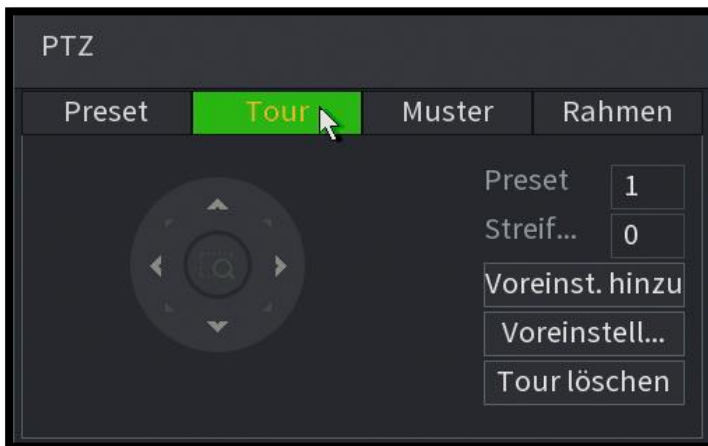 PTZ
Preset Tour Muster Rahmen
Preset 1
Streif... 0
Voreinst. hinzu
Voreinstell...
Tour löschen